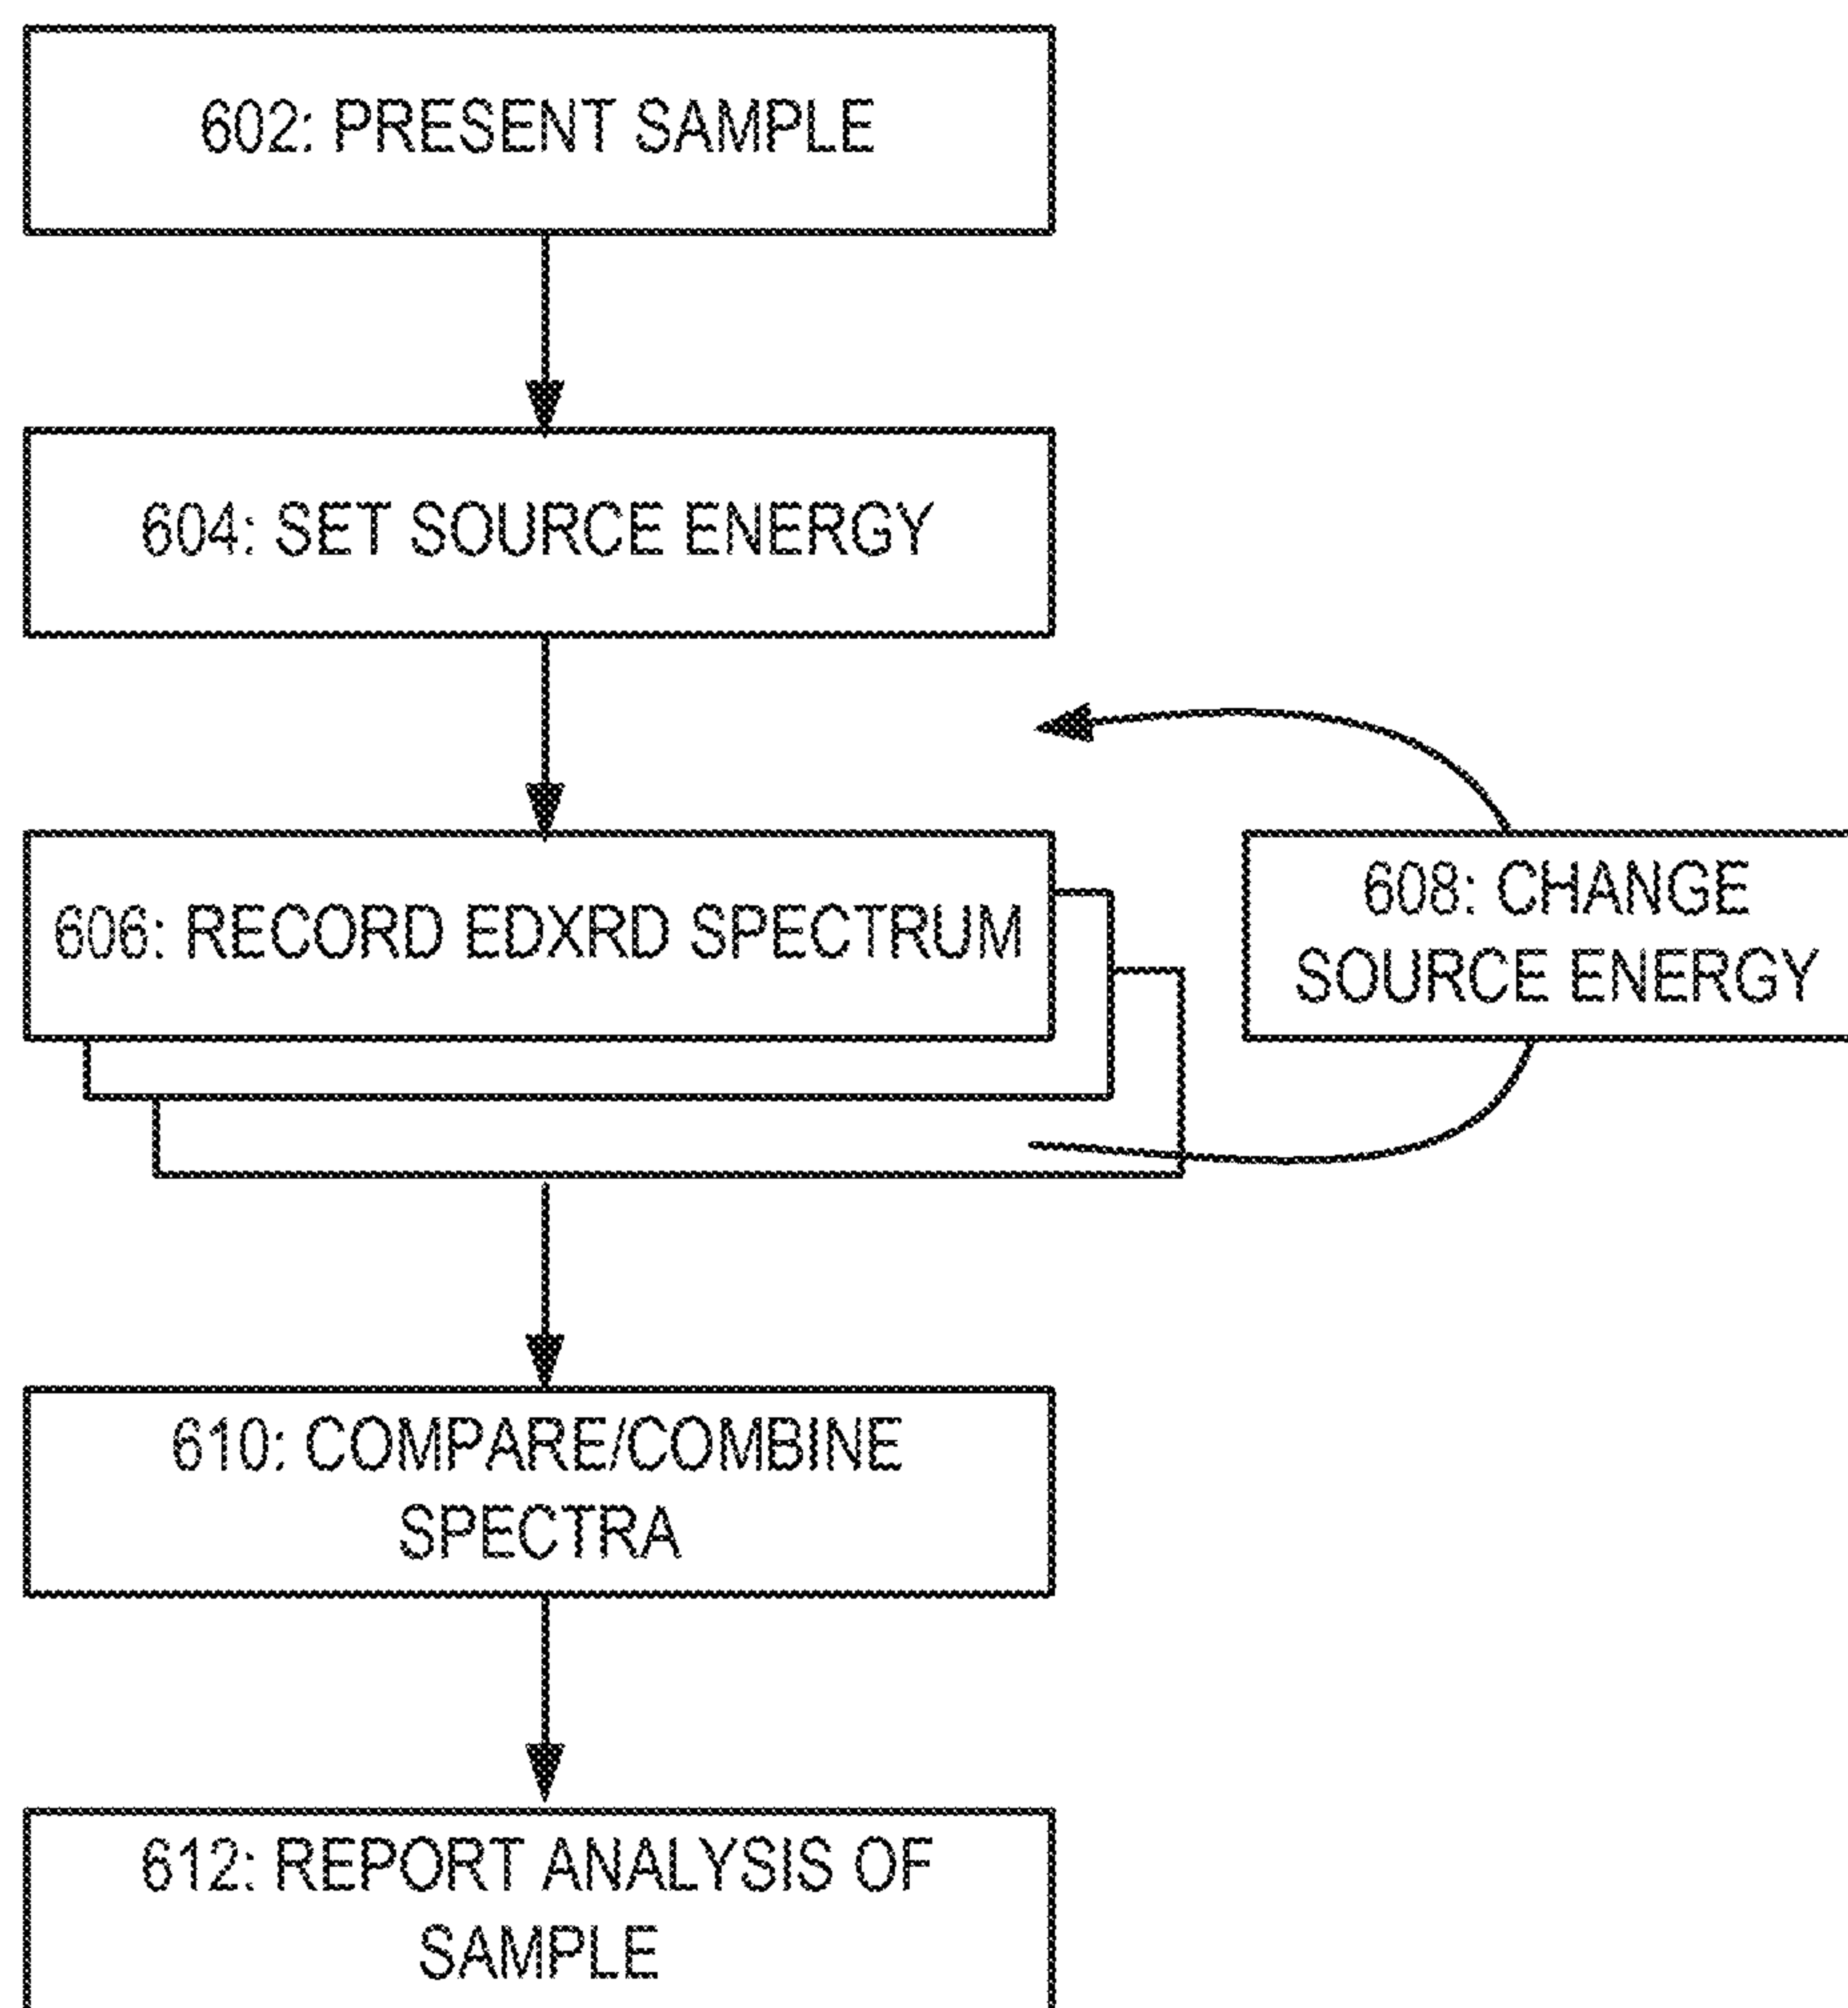 602: PRESENT SAMPLE
604: SET SOURCE ENERGY
606: RECORD EDXRD SPECTRUM
608: CHANGE
SOURCE ENERGY
610: COMPARE/COMBINE
SPECTRA
612: REPORT ANALYSIS OF
SAMPLE